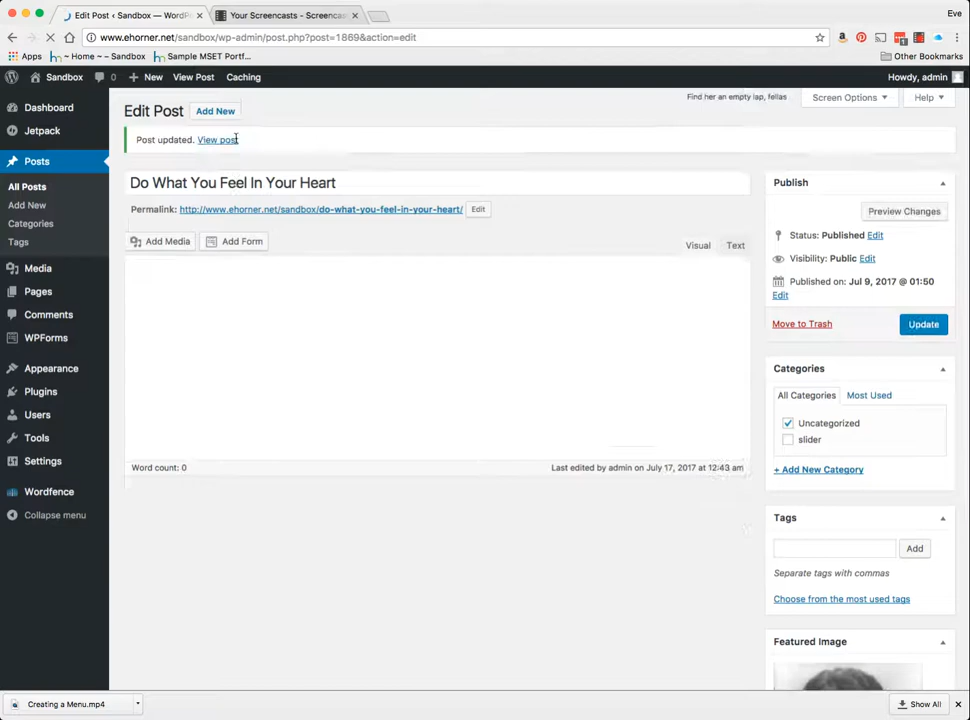 Edit Post ‹ Sandbox — WordPr
Your Screencasts - Screencas
Eve
www.ehorner.net/sandbox/wp-admin/post.php?post=1869&action=edit
Apps
~ Home ~ – Sandbox
Sample MSET Portf...
Other Bookmarks
Sandbox
0
New
View Post
Caching
Howdy, admin
Dashboard
Jetpack
Posts
All Posts
Add New
Categories
Tags
Media
Pages
Comments
WPForms
Appearance
Plugins
Users
Tools
Settings
Wordfence
Collapse menu
Find her an empty lap, fellas
Screen Options
Help
Edit Post
Add New
Post updated. View post
Do What You Feel In Your Heart
Permalink: http://www.ehorner.net/sandbox/do-what-you-feel-in-your-heart/
Edit
Add Media
Add Form
Visual
Text
Word count: 0
Last edited by admin on July 17, 2017 at 12:43 am
Publish
Preview Changes
Status: Published Edit
Visibility: Public Edit
Published on: Jul 9, 2017 @ 01:50
Edit
Move to Trash
Update
Categories
All Categories
Most Used
Uncategorized
slider
+ Add New Category
Tags
Add
Separate tags with commas
Choose from the most used tags
Featured Image
Creating a Menu.mp4
Show All